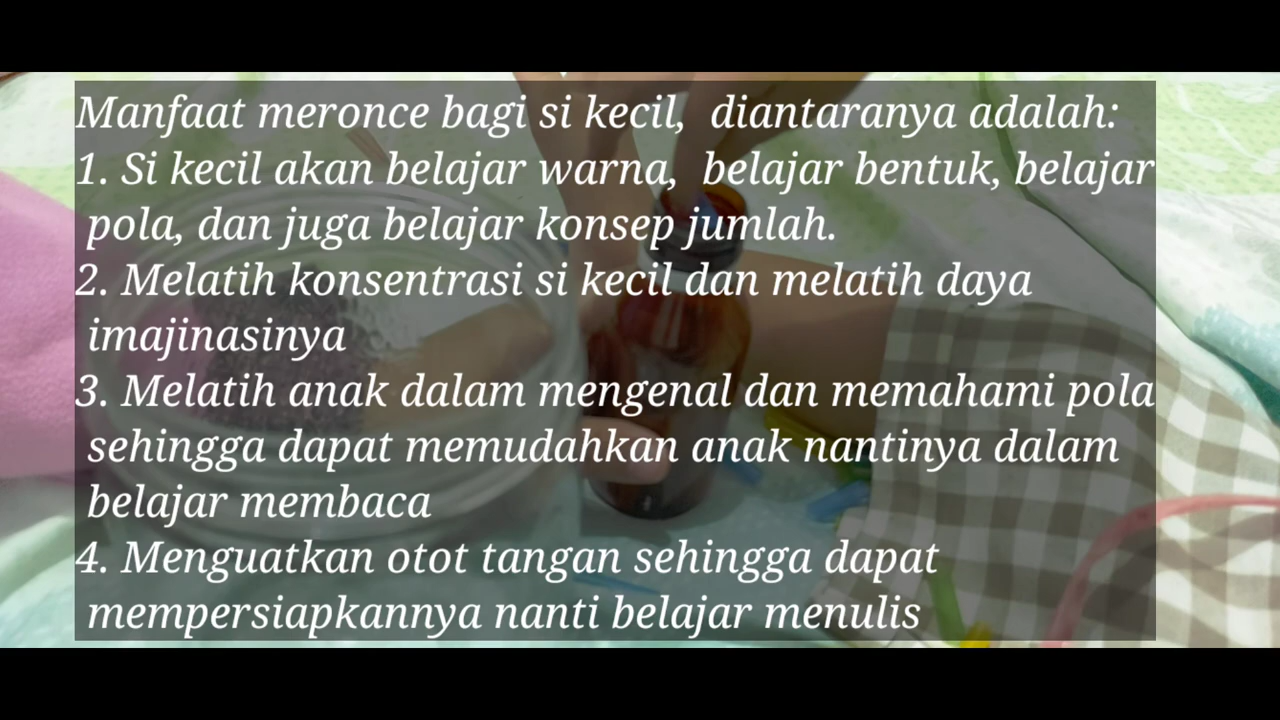 Manfaat meronce bagi si kecil, diantaranya adalah:
1. Si kecil akan belajar warna, belajar bentuk, belajar
pola, dan juga belajar konsep jumlah.
2. Melatih konsentrasi si kecil dan melatih daya
imajinasinya
3. Melatih anak dalam mengenal dan memahami pola
sehingga dapat memudahkan anak nantinya dalam
belajar membaca
4. Menguatkan otot tangan sehingga dapat
mempersiapkannya nanti belajar menulis